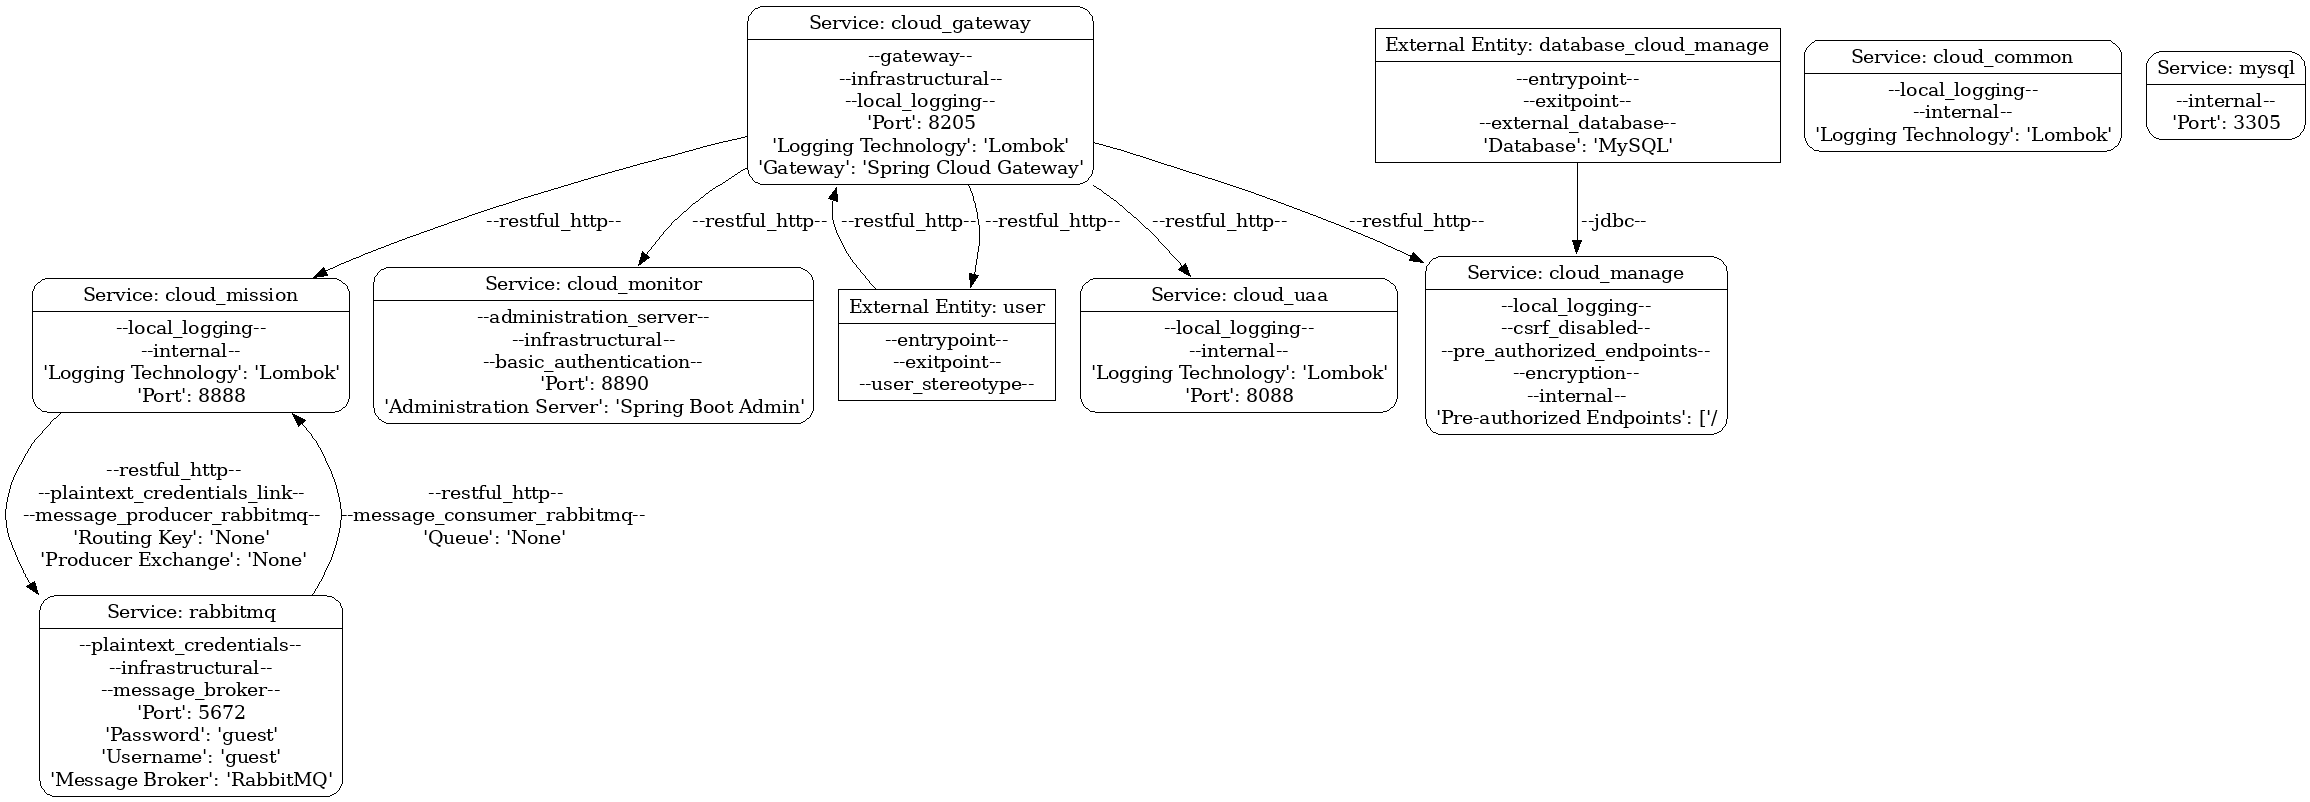 Service: cloud_gateway
--gateway--
--infrastructural--
--local_logging--
'Port': 8205
'Logging Technology': 'Lombok'
'Gateway': 'Spring Cloud Gateway'
External Entity: database_cloud_manage
--entrypoint--
--exitpoint--
--external_database--
'Database': 'MySQL'
Service: cloud_common
--local_logging--
--internal--
'Logging Technology': 'Lombok'
Service: mysql
--internal--
'Port': 3305
--restful_http--
--restful_http--
--restful_http--
--restful_http--
--restful_http--
--restful_http--
--jdbc--
Service: cloud_mission
--local_logging--
--internal--
'Logging Technology': 'Lombok'
'Port': 8888
Service: cloud_monitor
--administration_server--
--infrastructural--
--basic_authentication--
'Port': 8890
'Administration Server': 'Spring Boot Admin'
External Entity: user
--entrypoint--
--exitpoint--
--user_stereotype--
Service: cloud_uaa
--local_logging--
--internal--
'Logging Technology': 'Lombok'
'Port': 8088
Service: cloud_manage
--local_logging--
--csrf_disabled--
--pre_authorized_endpoints--
--encryption--
--internal--
'Pre-authorized Endpoints': ['/
--restful_http--
--plaintext_credentials_link--
--message_producer_rabbitmq--
'Routing Key': 'None'
'Producer Exchange': 'None'
--restful_http--
--message_consumer_rabbitmq--
'Queue': 'None'
Service: rabbitmq
--plaintext_credentials--
--infrastructural--
--message_broker--
'Port': 5672
'Password': 'guest'
'Username': 'guest'
'Message Broker': 'RabbitMQ'